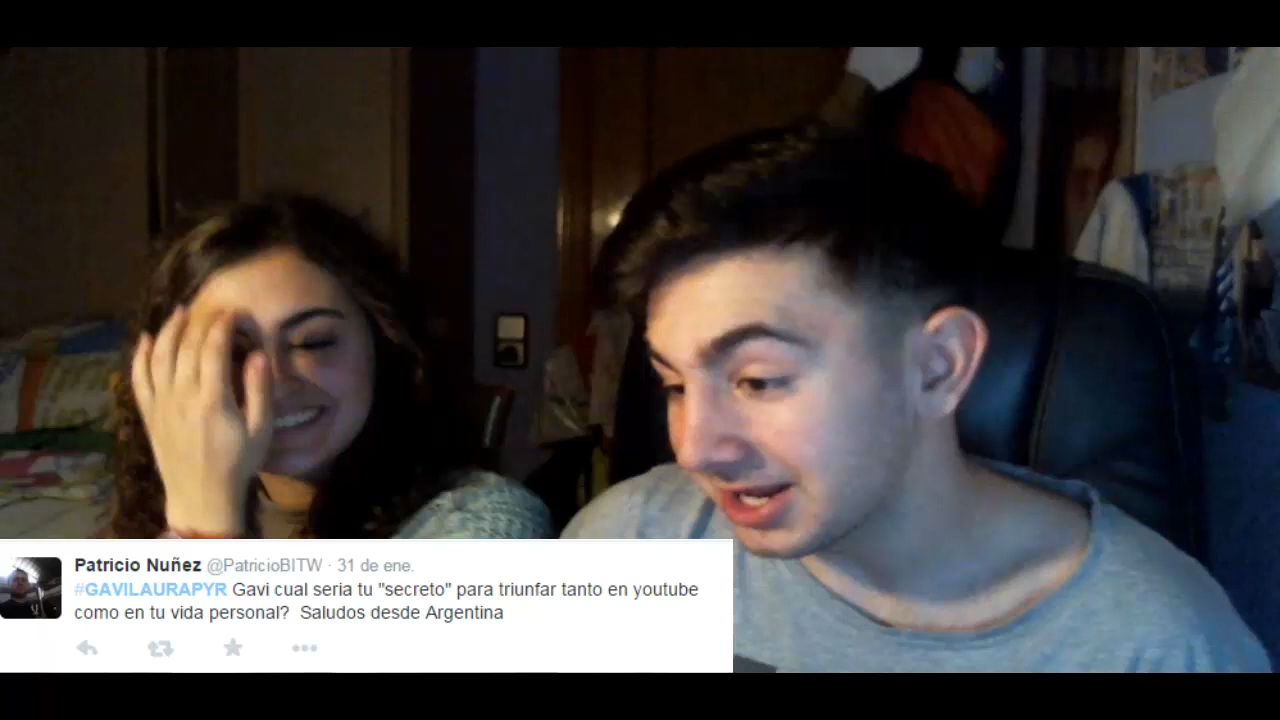 Patricio Nuñez @PatricioBITW · 31 de ene.
#GAVILAURAPYR Gavi cual seria tu "secreto" para triunfar tanto en youtube
como en tu vida personal?  Saludos desde Argentina